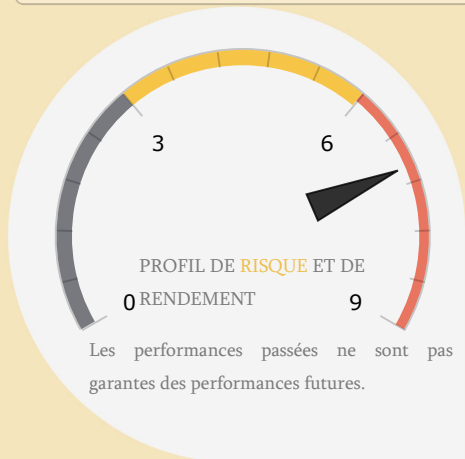 3
6
PROFIL DE RISQUE ET DE
0 RENDEMENT 9
Les performances passées ne sont pas
garantes des performances futures.